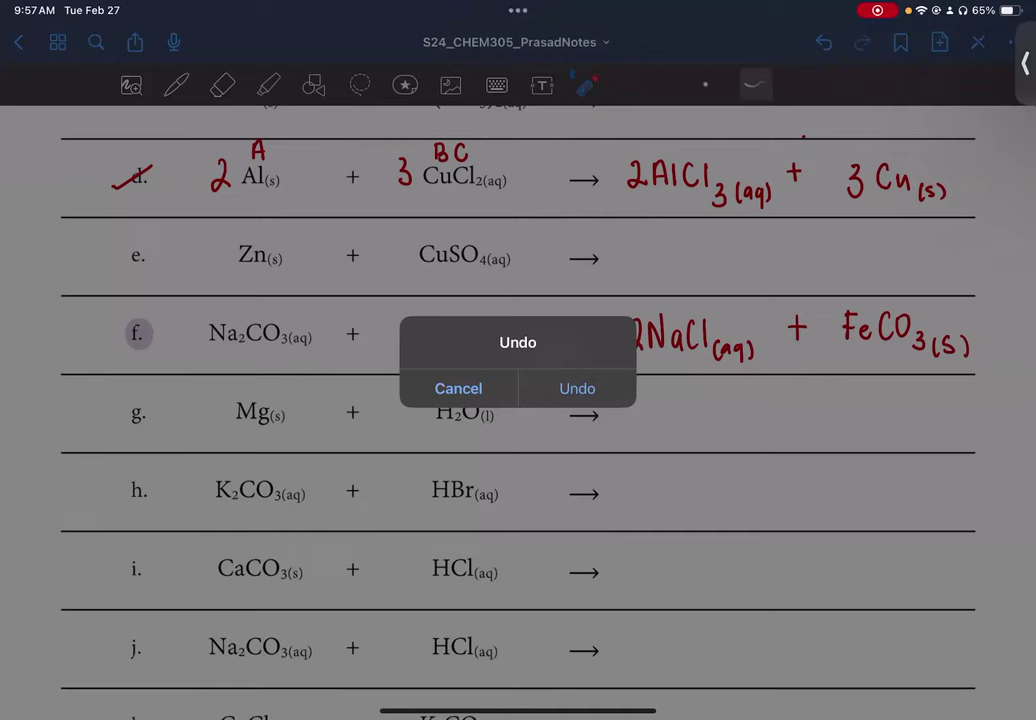 9:57 AM Tue Feb 27 65%
S24_CHEM305_PrasadNotes
A B C
d. 2 Al(s) + 3 CuCl2(aq) → 2AlCl3(aq) + 3Cu(s)
e. Zn(s) + CuSO4(aq) →
f. Na2CO3(aq) + 2NaCl(aq) + FeCO3(s)
Undo
Cancel Undo
g. Mg(s) + H2O(l) →
h. K2CO3(aq) + HBr(aq) →
i. CaCO3(s) + HCl(aq) →
j. Na2CO3(aq) + HCl(aq) →